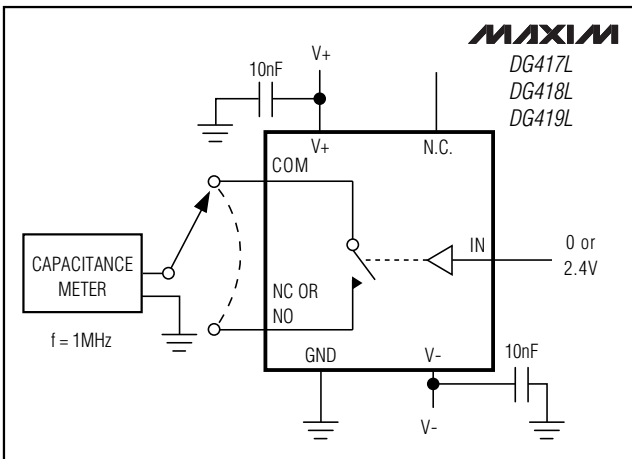 MAXIM
DG417L
DG418L
DG419L
V+
10nF
V+
N.C.
COM
IN
0 or
2.4V
CAPACITANCE
METER
NC OR
NO
f = 1MHz
GND
V-
10nF
V-